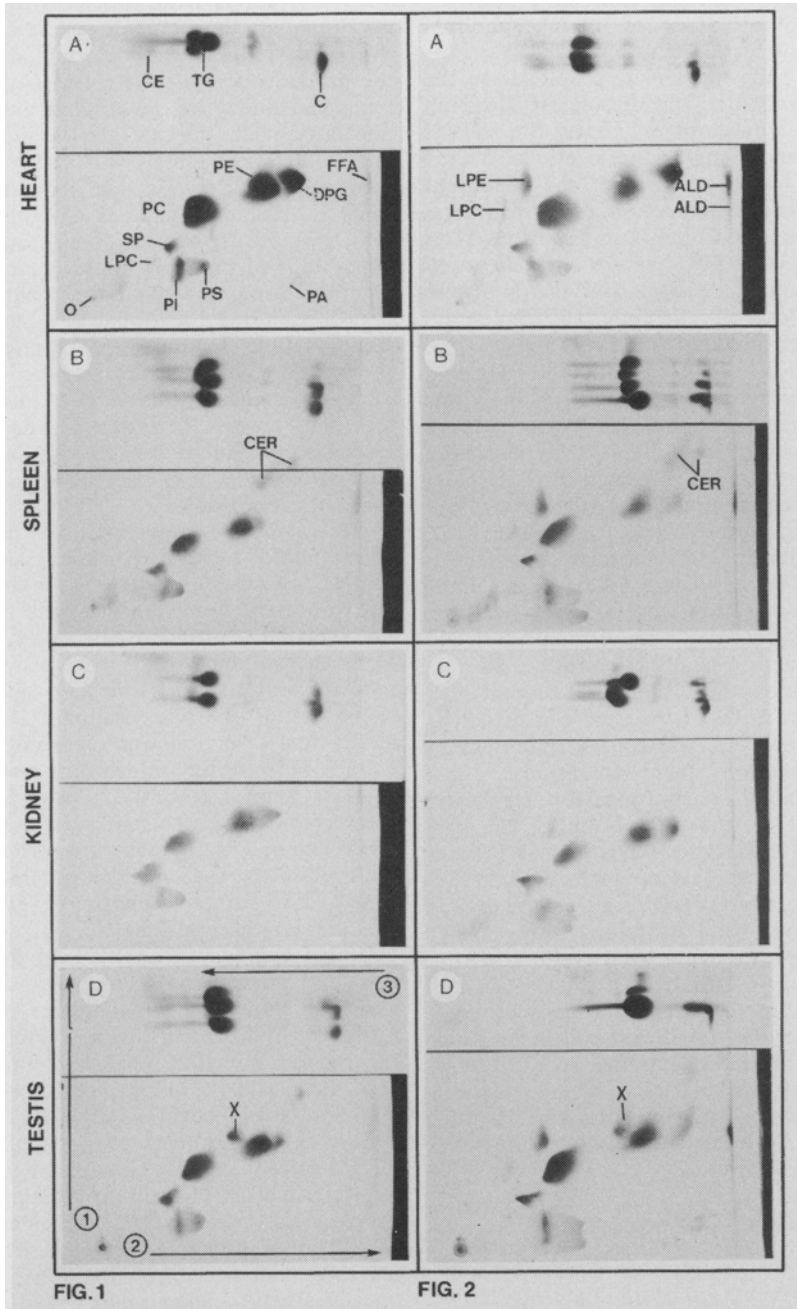 A
CE
TG
C
A
HEART
PE
FFA
DPG
PC
SP
LPC
PI
PS
PA
O
LPE
LPC
ALD
ALD
B
CER
B
CER
SPLEEN
C
C
KIDNEY
D
3
D
X
X
TESTIS
1
2
FIG.1
FIG. 2